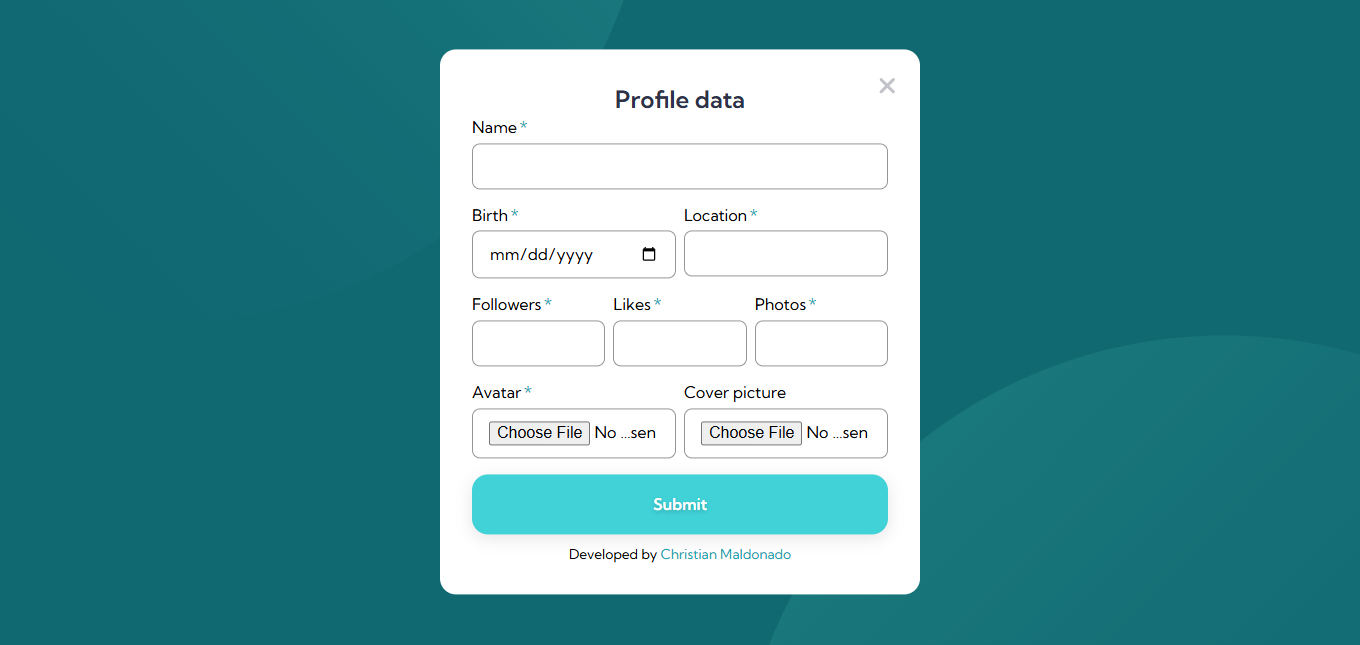 Profile data
Name *
Birth * Location *
mm/dd/yyyy
Followers * Likes * Photos *
Avatar * Cover picture
Choose File No ...sen Choose File No ...sen
Submit
Developed by Christian Maldonado